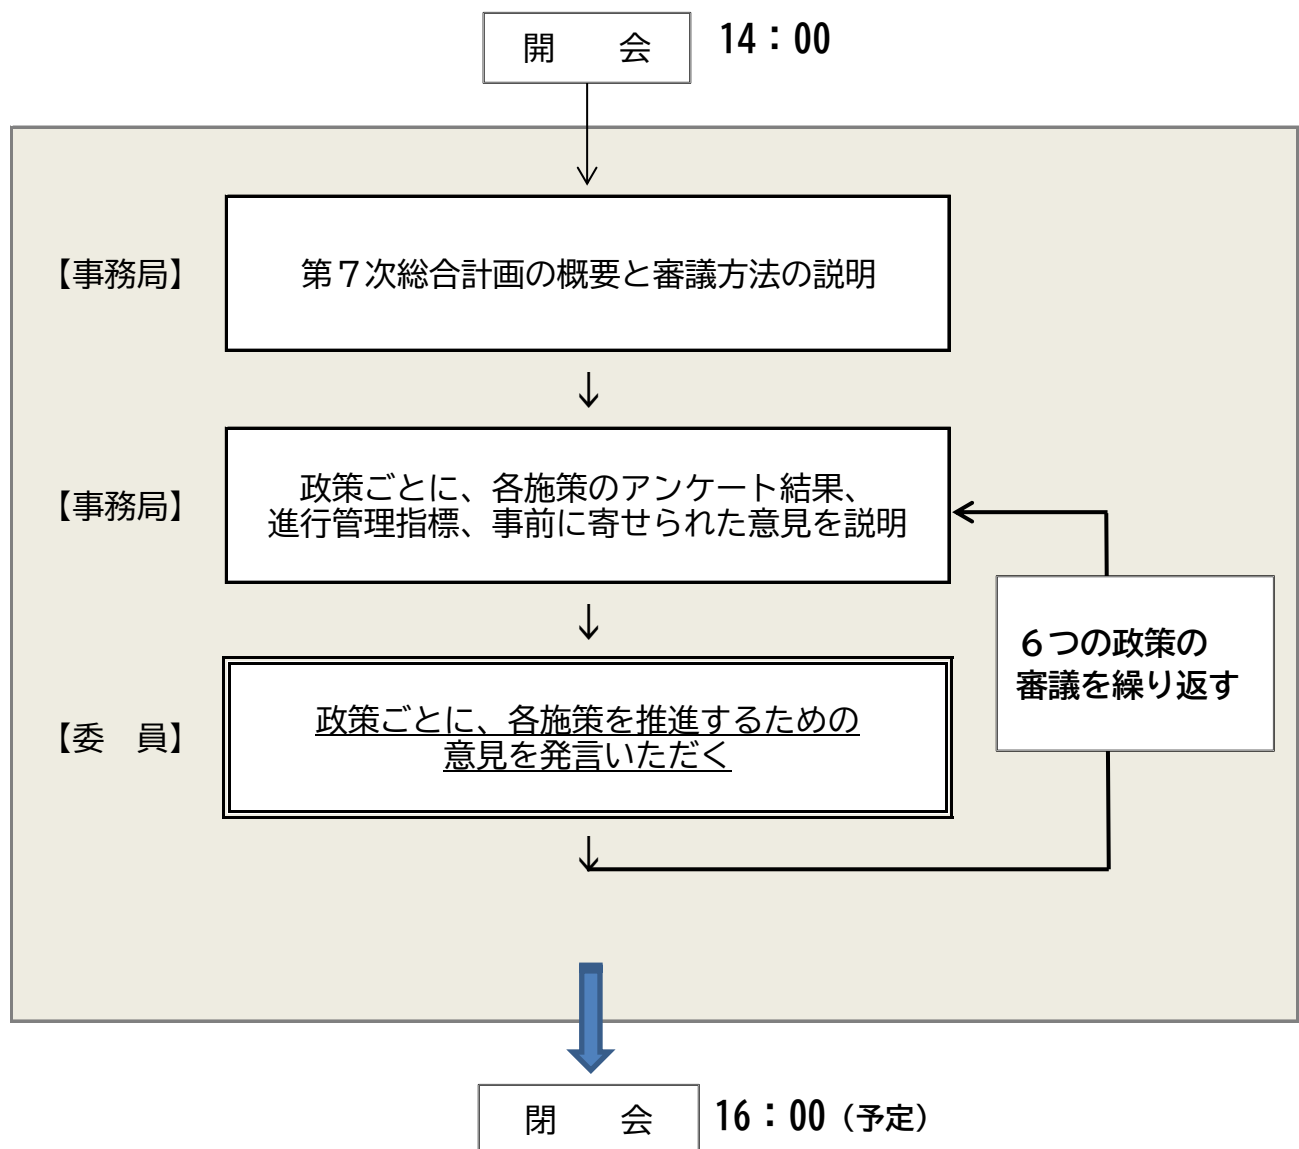 開　会　14：00
【事務局】　第７次総合計画の概要と審議方法の説明
↓
【事務局】　政策ごとに、各施策のアンケート結果、
進行管理指標、事前に寄せられた意見を説明
↓
６つの政策の
審議を繰り返す
【委　員】　政策ごとに、各施策を推進するための
意見を発言いただく
↓
閉　会　16：00（予定）